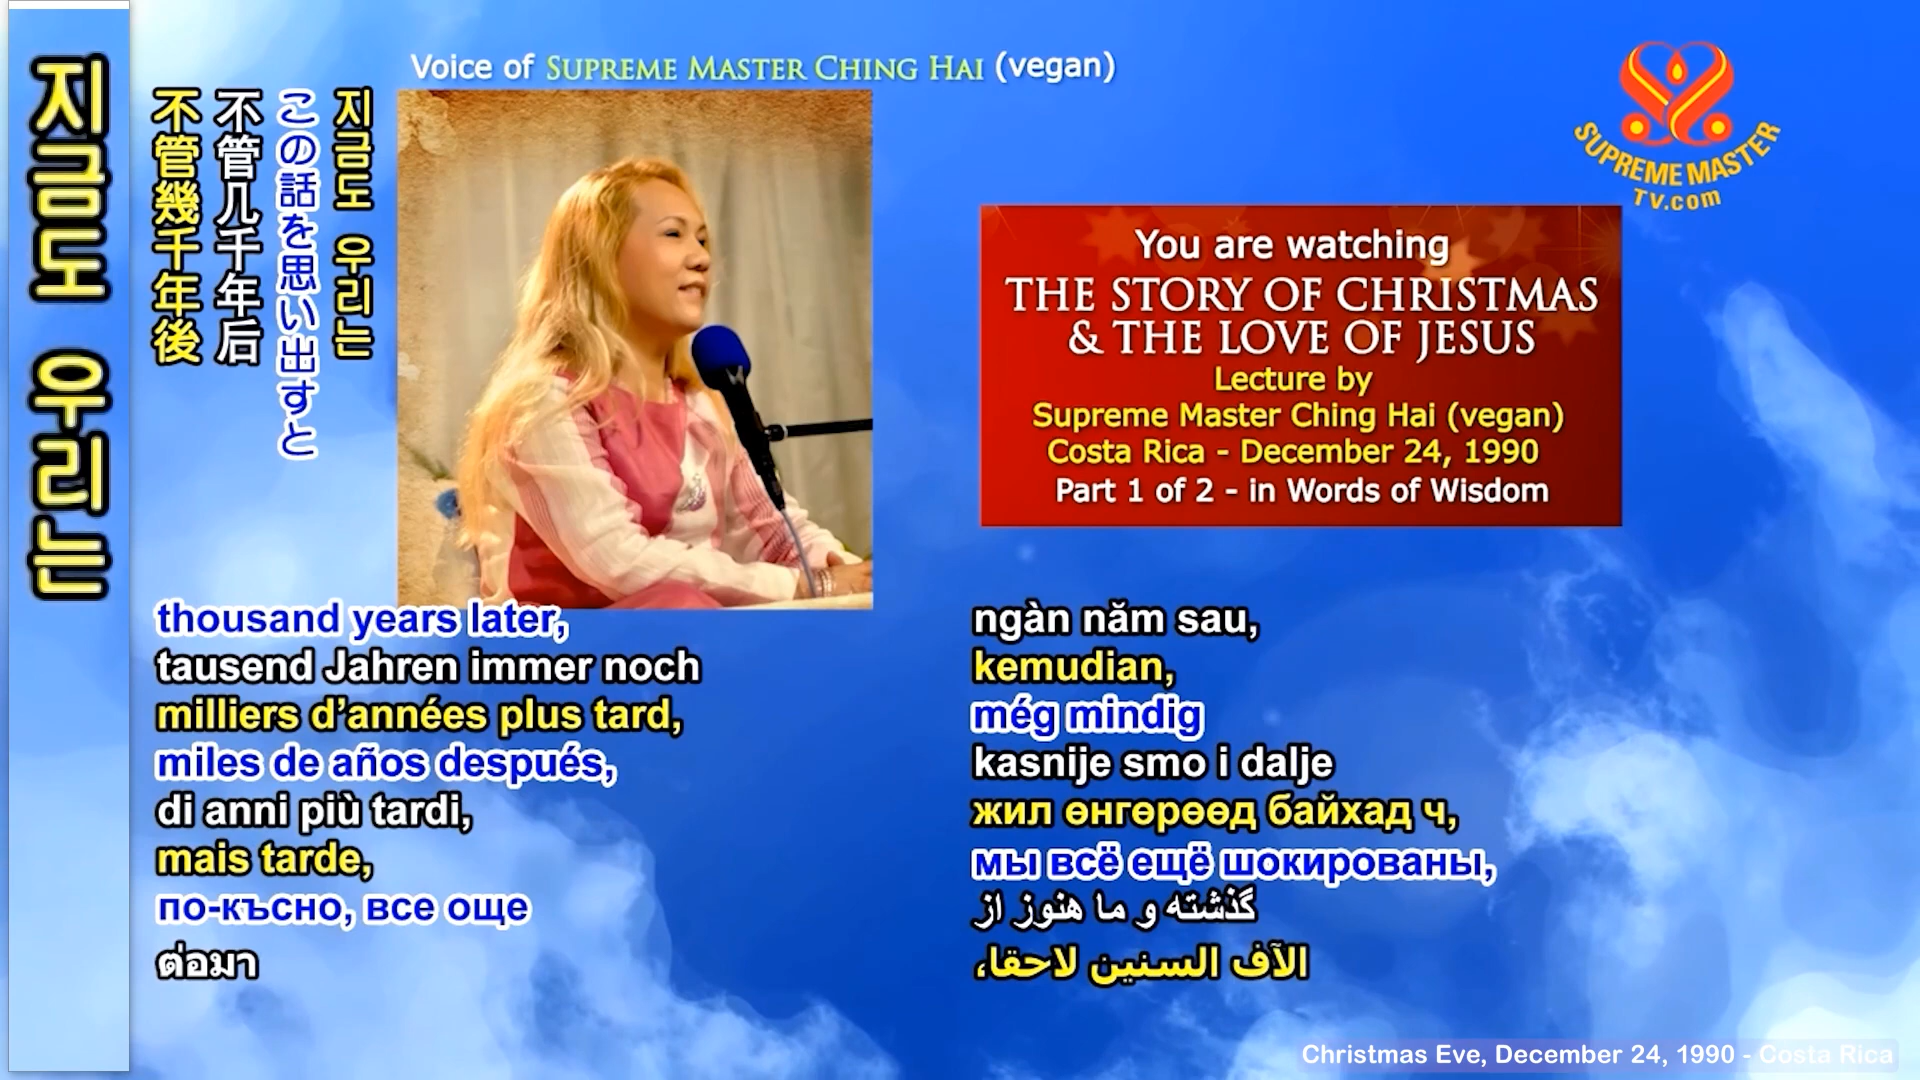 지금도 우리는
不管幾千年後
不管几千年后
この話を思い出すと
지금도 우리는
Voice of SUPREME MASTER CHING HAI (vegan)
SUPREME MASTER
TV.com
You are watching
THE STORY OF CHRISTMAS
& THE LOVE OF JESUS
Lecture by
Supreme Master Ching Hai (vegan)
Costa Rica - December 24, 1990
Part 1 of 2 - in Words of Wisdom
thousand years later,
tausend Jahren immer noch
milliers d’années plus tard,
miles de años después,
di anni più tardi,
mais tarde,
по-късно, все още
ต่อมา
ngàn năm sau,
kemudian,
még mindig
kasnije smo i dalje
жил өнгөрөөд байхад ч,
мы всё ещё шокированы,
گذشته و ما هنوز از
الآف السنين لاحقا،
Christmas Eve, December 24, 1990 - Costa Rica